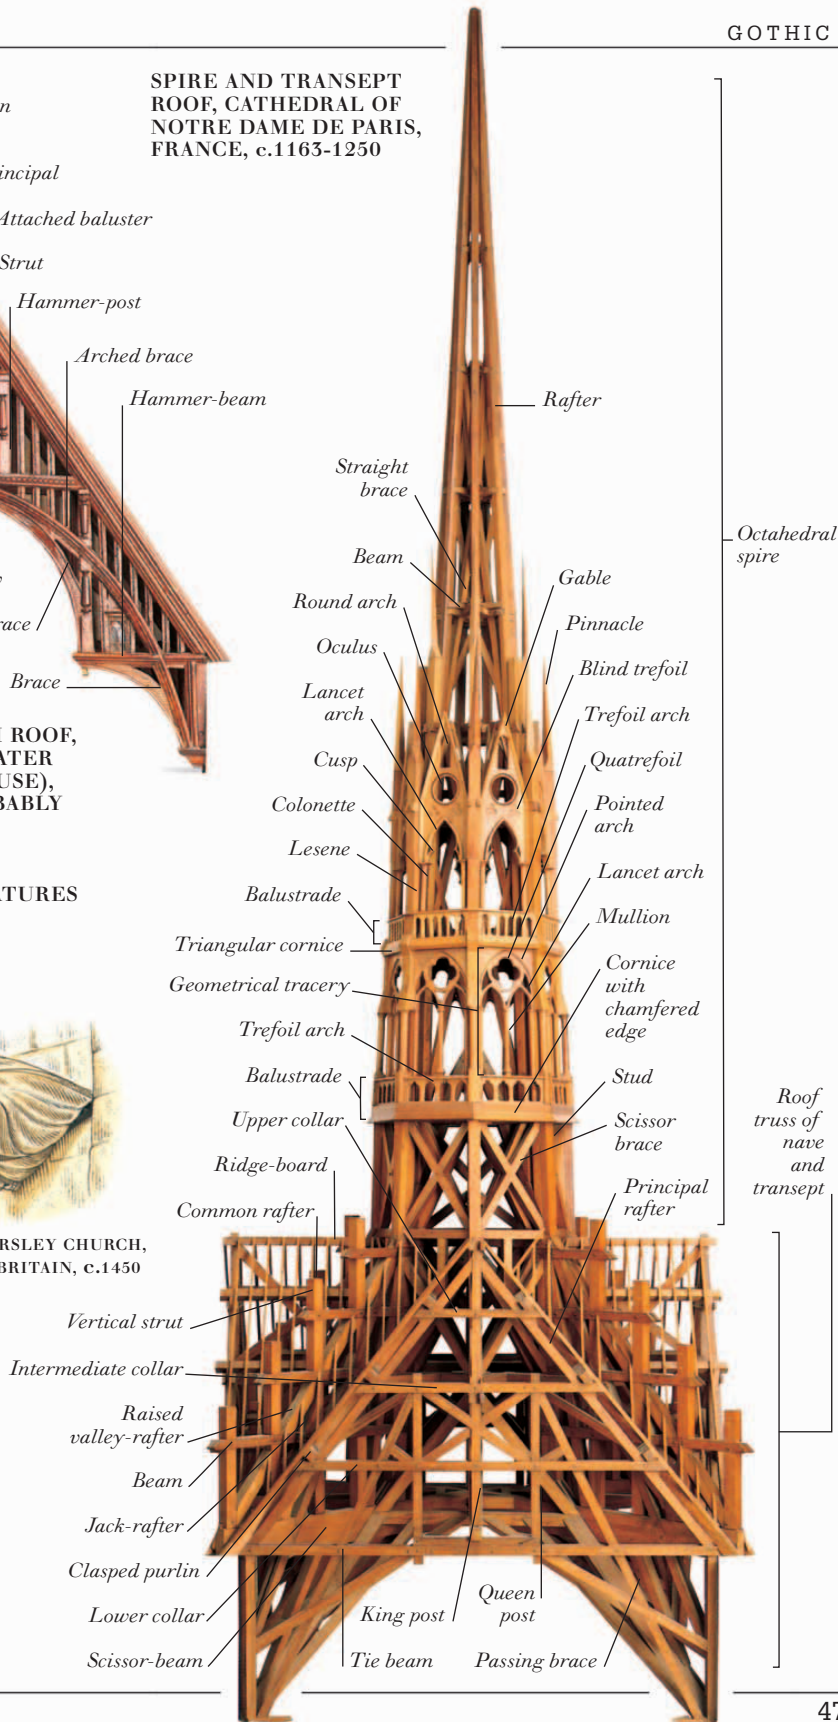 GOTHIC
SPIRE AND TRANSEPT
ROOF, CATHEDRAL OF
NOTRE DAME DE PARIS,
FRANCE, c.1163-1250
Attached baluster
Strut
Hammer-post
Arched brace
Hammer-beam
Brace
ROOF,
RSLEY CHURCH,
BRITAIN, c.1450
Straight
brace
Beam
Round arch
Oculus
Lancet
arch
Cusp
Colonette
Lesene
Balustrade
Triangular cornice
Geometrical tracery
Trefoil arch
Balustrade
Upper collar
Ridge-board
Common rafter
Vertical strut
Intermediate collar
Raised
valley-rafter
Beam
Jack-rafter
Clasped purlin
Lower collar
Scissor-beam
King post
Tie beam
Queen
post
Passing brace
Rafter
Octahedral
spire
Gable
Pinnacle
Blind trefoil
Trefoil arch
Quatrefoil
Pointed
arch
Lancet arch
Mullion
Cornice
with
chamfered
edge
Stud
Scissor
brace
Principal
rafter
Roof
truss of
nave
and
transept
47